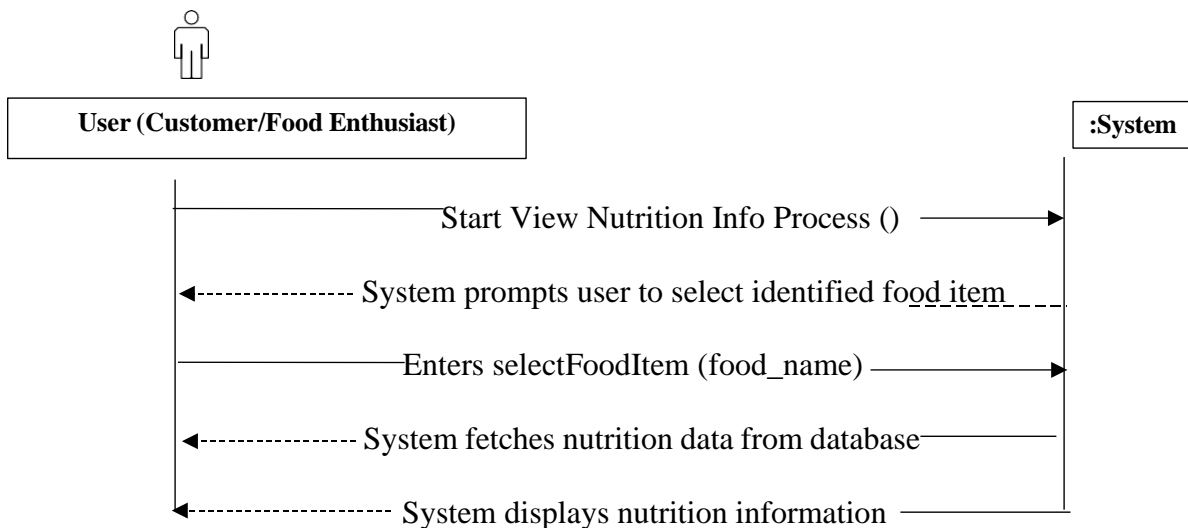 User (Customer/Food Enthusiast)
:System
Start View Nutrition Info Process ()
System prompts user to select identified food item
Enters selectFoodItem (food_name)
System fetches nutrition data from database
System displays nutrition information